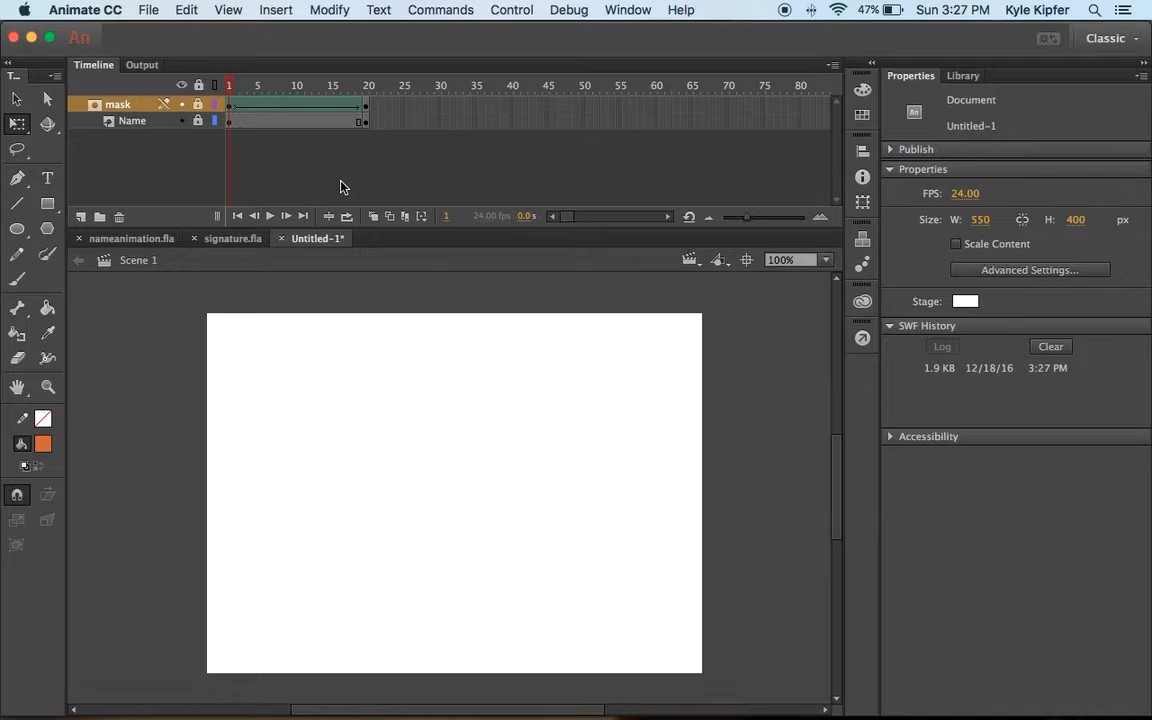 Animate CC File Edit View Insert Modify Text Commands Control Debug Window Help 47% Sun 3:27 PM Kyle Kipfer
An Classic
T... Timeline Output Properties Library
1 5 10 15 20 25 30 35 40 45 50 55 60 65 70 75 80
mask
Name
Document
An Untitled-1
Publish
Properties
FPS: 24.00
1 24.00 fps 0.0 s
Size: W: 550 H: 400 px
nameanimation.fla signature.fla Untitled-1*
Scale Content
Scene 1 100%
Advanced Settings...
Stage:
SWF History
Log Clear
1.9 KB 12/18/16 3:27 PM
Accessibility